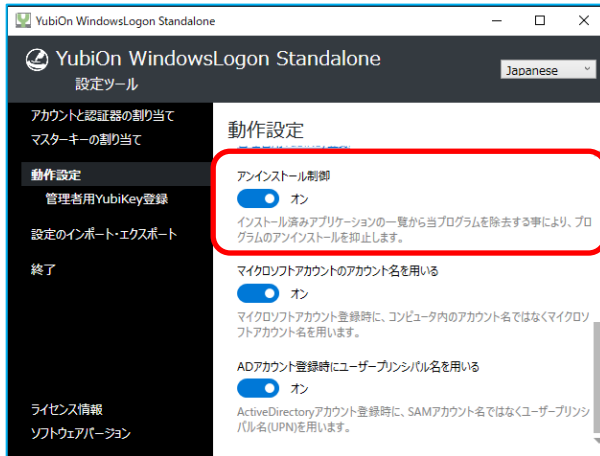 YubiOn WindowsLogon Standalone
YubiOn WindowsLogon Standalone
設定ツール
Japanese
アカウントと認証器の割り当て
マスターキーの割り当て
動作設定
管理者用YubiKey登録
設定のインポート・エクスポート
終了
ライセンス情報
ソフトウェアバージョン
動作設定
アンインストール制御
オン
インストール済みアプリケーションの一覧から当プログラムを除去する事により、プロ
グラムのアンインストールを抑止します。
マイクロソフトアカウントのアカウント名を用いる
オン
マイクロソフトアカウント登録時に、コンピュータ内のアカウント名ではなくマイクロソ
フトアカウント名を用います。
ADアカウント登録時にユーザープリンシパル名を用いる
オン
ActiveDirectoryアカウント登録時に、SAMアカウント名ではなくユーザープリンシ
パル名(UPN)を用います。